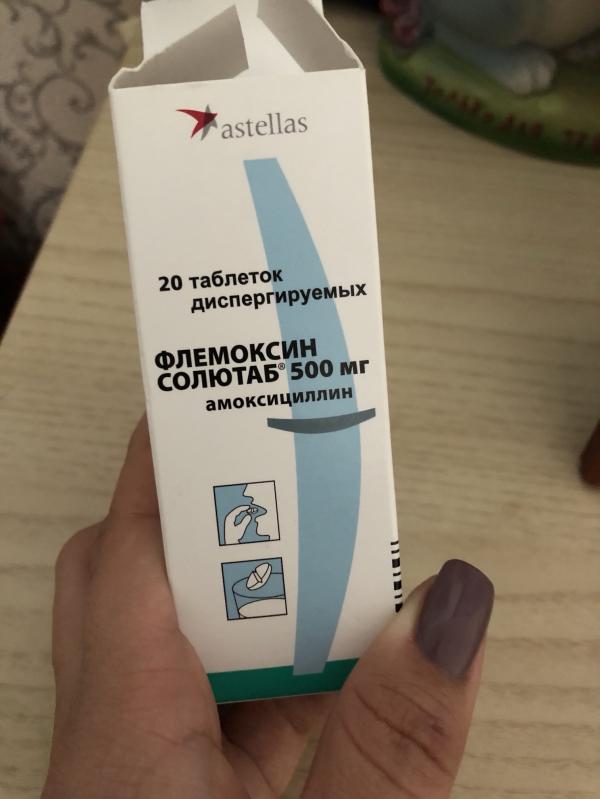 astellas
20 таблеток
диспергируемых
ФЛЕМОКСИН
СОЛЮТАБ® 500 мг
амоксициллин